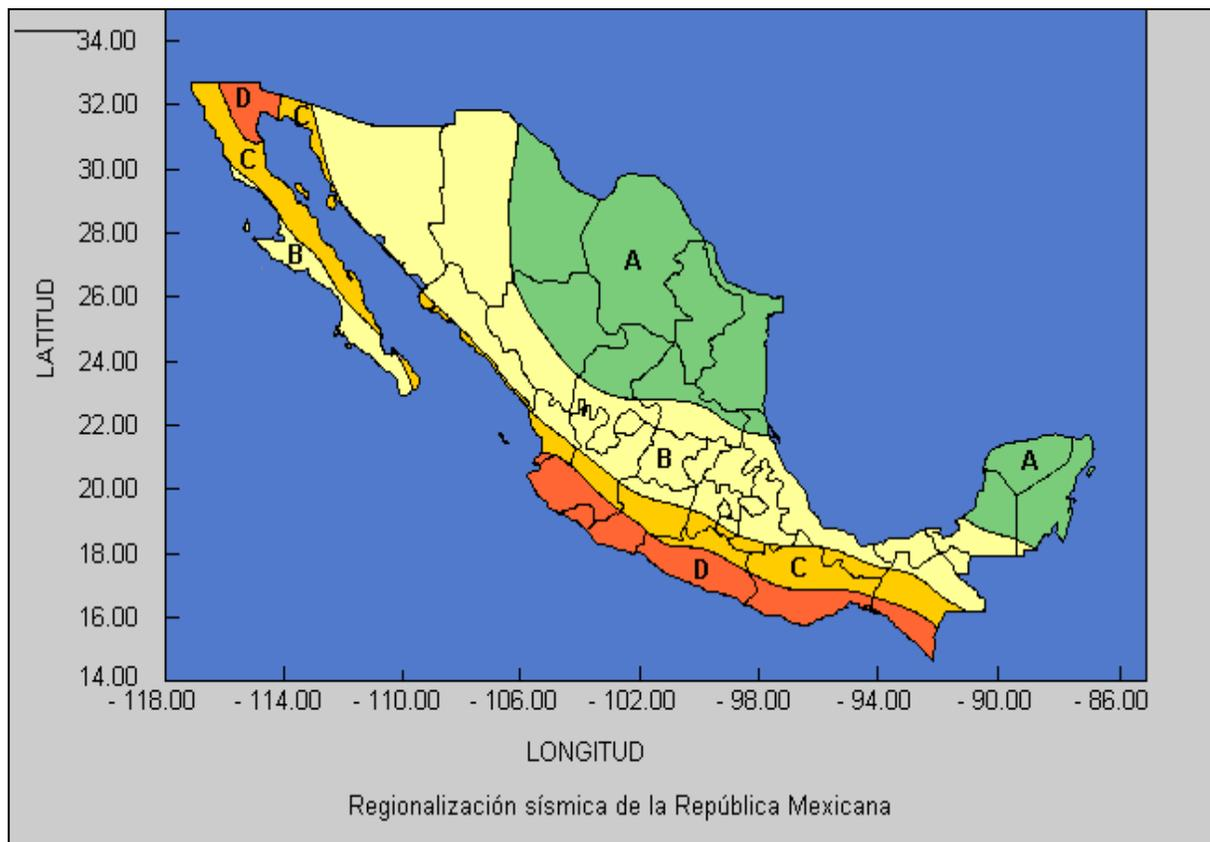 34.00
32.00
30.00
28.00
26.00
24.00
22.00
20.00
18.00
16.00
14.00
LATITUD
D
C
C
B
A
B
A
D
C
- 118.00 - 114.00 - 110.00 - 106.00 - 102.00 - 98.00 - 94.00 - 90.00 - 86.00
LONGITUD
Regionalización sísmica de la República Mexicana